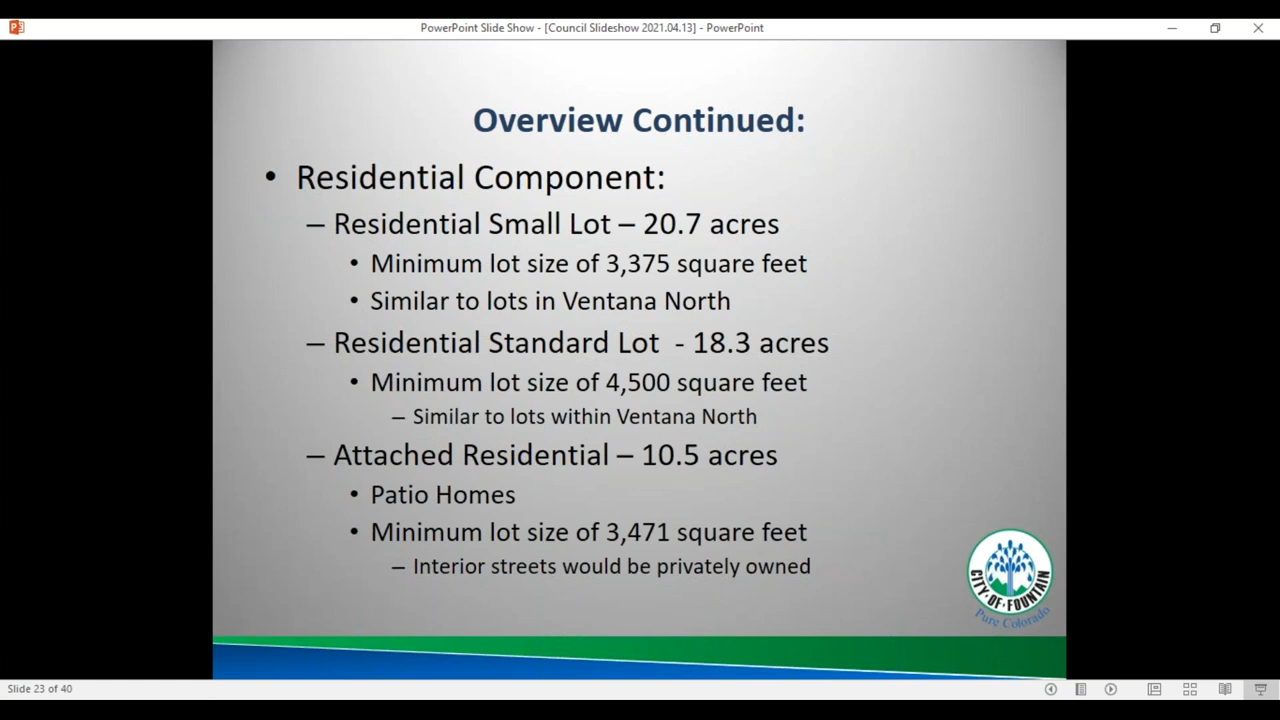 PowerPoint Slide Show - [Council Slideshow 2021.04.13] - PowerPoint
Overview Continued:
• Residential Component:
– Residential Small Lot – 20.7 acres
• Minimum lot size of 3,375 square feet
• Similar to lots in Ventana North
– Residential Standard Lot - 18.3 acres
• Minimum lot size of 4,500 square feet
– Similar to lots within Ventana North
– Attached Residential – 10.5 acres
• Patio Homes
• Minimum lot size of 3,471 square feet
– Interior streets would be privately owned
CITY·OF·FOUNTAIN
Pure Colorado
Slide 23 of 40